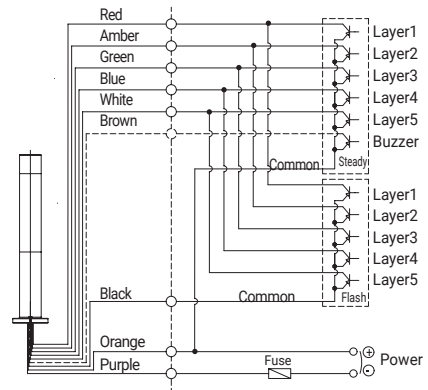 Red
Amber
Green
Blue
White
Brown
Layer1
Layer2
Layer3
Layer4
Layer5
Buzzer
Common
Steady
Layer1
Layer2
Layer3
Layer4
Layer5
Black
Common
Flash
Orange
Purple
Fuse
+
-
Power